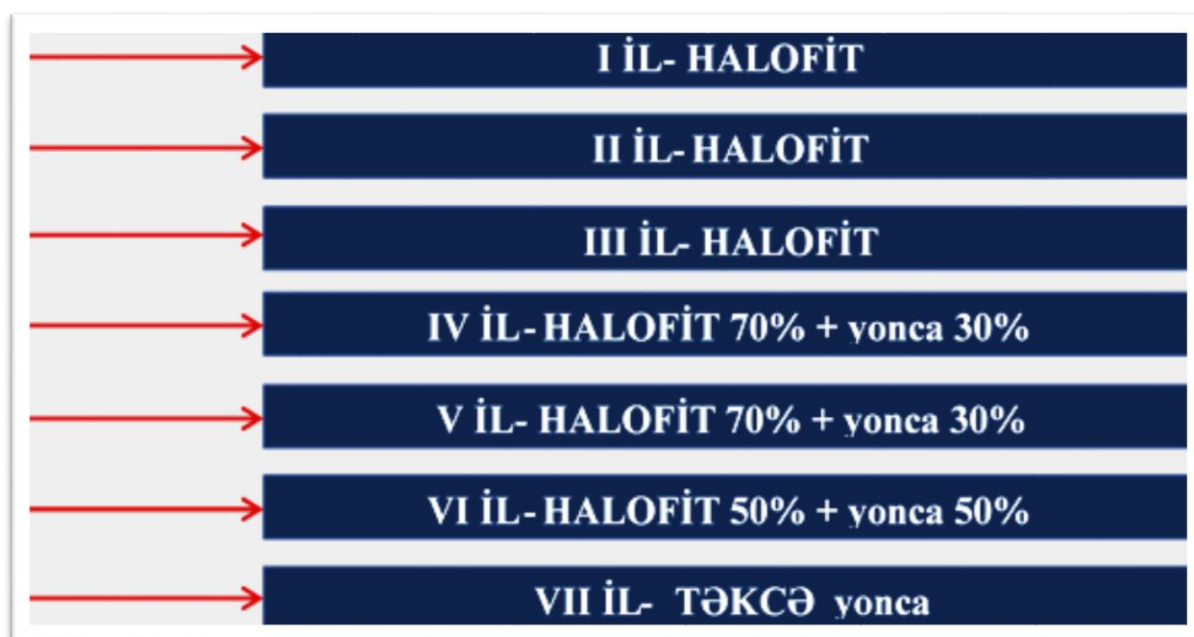 I İL- HALOFİT
II İL- HALOFİT
III İL- HALOFİT
IV İL- HALOFİT 70% + yonca 30%
V İL- HALOFİT 70% + yonca 30%
VI İL- HALOFİT 50% + yonca 50%
VII İL- TƏKCƏ yonca